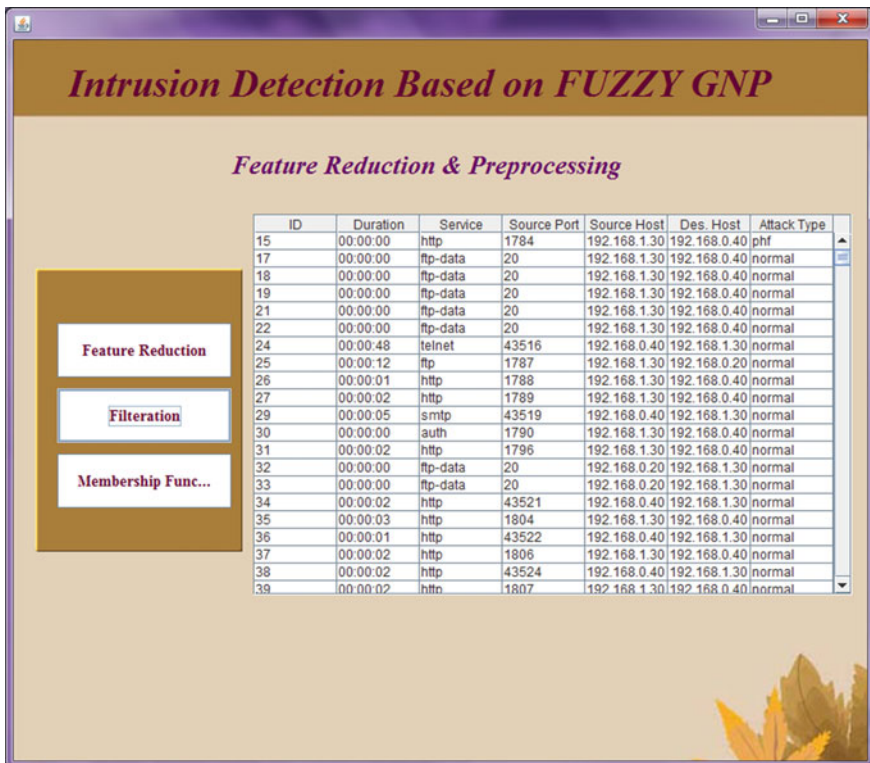 Intrusion Detection Based on FUZZY GNP
Feature Reduction & Preprocessing
Feature Reduction
Filteration
Membership Func...
ID Duration Service Source Port Source Host Des. Host Attack Type
15 00:00:00 http 1784 192.168.1.30 192.168.0.40 phf
17 00:00:00 ftp-data 20 192.168.1.30 192.168.0.40 normal
18 00:00:00 ftp-data 20 192.168.1.30 192.168.0.40 normal
19 00:00:00 ftp-data 20 192.168.1.30 192.168.0.40 normal
21 00:00:00 ftp-data 20 192.168.1.30 192.168.0.40 normal
22 00:00:00 ftp-data 20 192.168.1.30 192.168.0.40 normal
24 00:00:48 telnet 43516 192.168.0.40 192.168.1.30 normal
25 00:00:12 ftp 1787 192.168.1.30 192.168.0.20 normal
26 00:00:01 http 1788 192.168.1.30 192.168.0.40 normal
27 00:00:02 http 1789 192.168.1.30 192.168.0.40 normal
29 00:00:05 smtp 43519 192.168.0.40 192.168.1.30 normal
30 00:00:00 auth 1790 192.168.1.30 192.168.0.40 normal
31 00:00:02 http 1796 192.168.1.30 192.168.0.40 normal
32 00:00:00 ftp-data 20 192.168.0.20 192.168.1.30 normal
33 00:00:00 ftp-data 20 192.168.0.20 192.168.1.30 normal
34 00:00:02 http 43521 192.168.0.40 192.168.1.30 normal
35 00:00:03 http 1804 192.168.1.30 192.168.0.40 normal
36 00:00:01 http 43522 192.168.0.40 192.168.1.30 normal
37 00:00:02 http 1806 192.168.1.30 192.168.0.40 normal
38 00:00:02 http 43524 192.168.0.40 192.168.1.30 normal
39 00:00:02 http 1807 192.168.1.30 192.168.0.40 normal